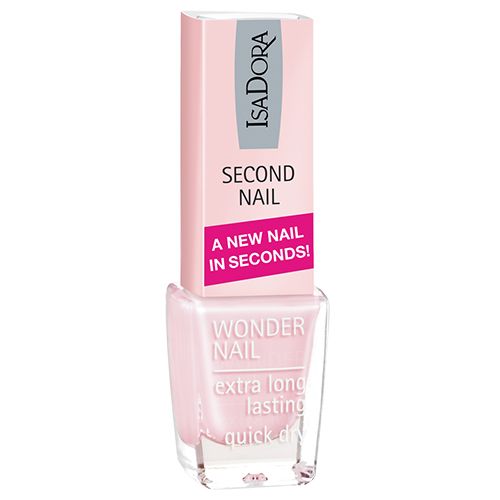 ISADORA
SECOND
NAIL
A NEW NAIL
IN SECONDS!
WONDER
NAIL
extra long
lasting
quick dry